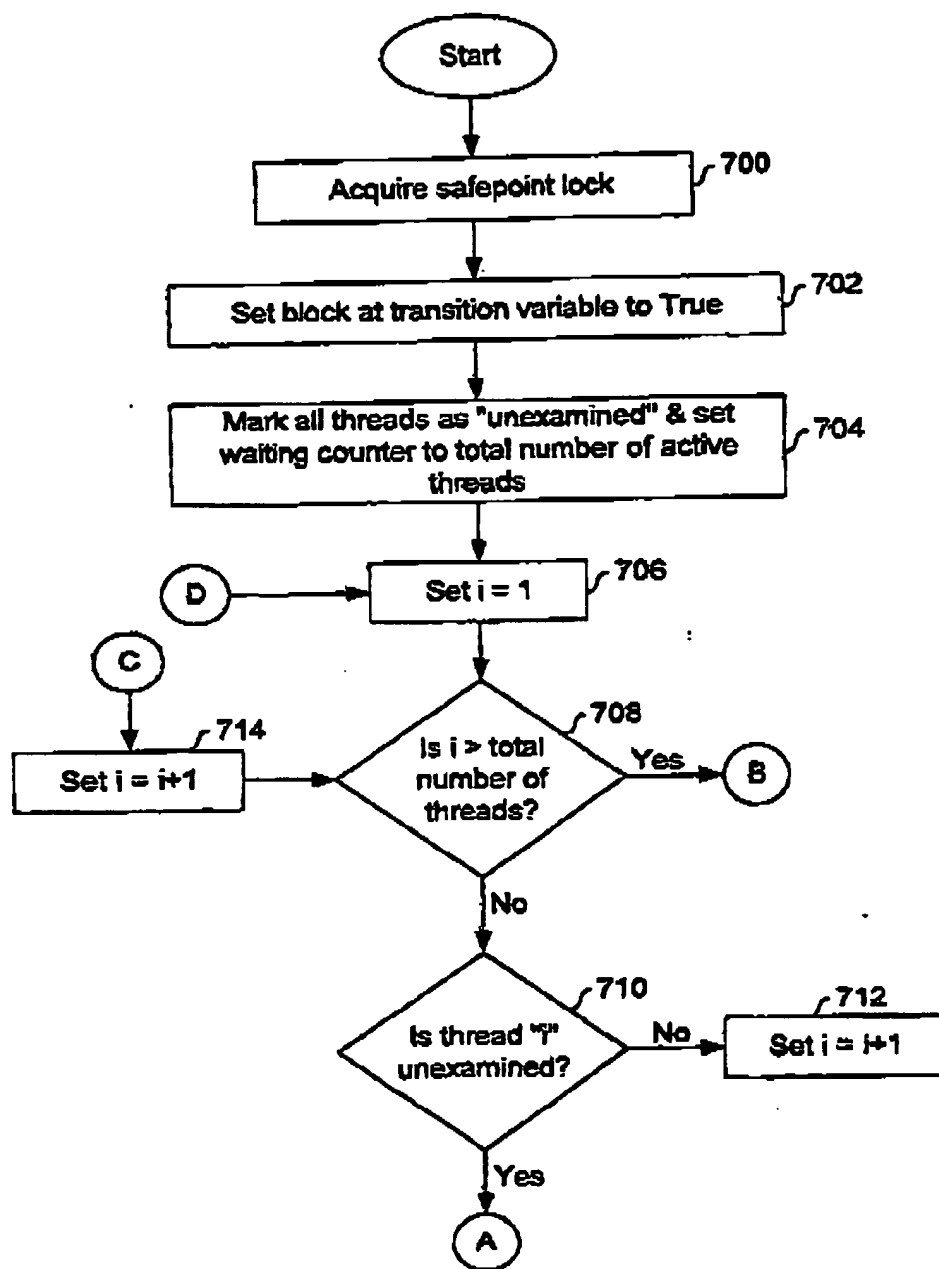 Start
Acquire safepoint lock
700
Set block at transition variable to True
702
Mark all threads as "unexamined" & set
waiting counter to total number of active
threads
704
D
Set i = 1
706
C
714
Set i = i+1
Is i > total
number of
threads?
708
Yes
B
No
710
Is thread "i"
unexamined?
No
712
Set i = i+1
Yes
A